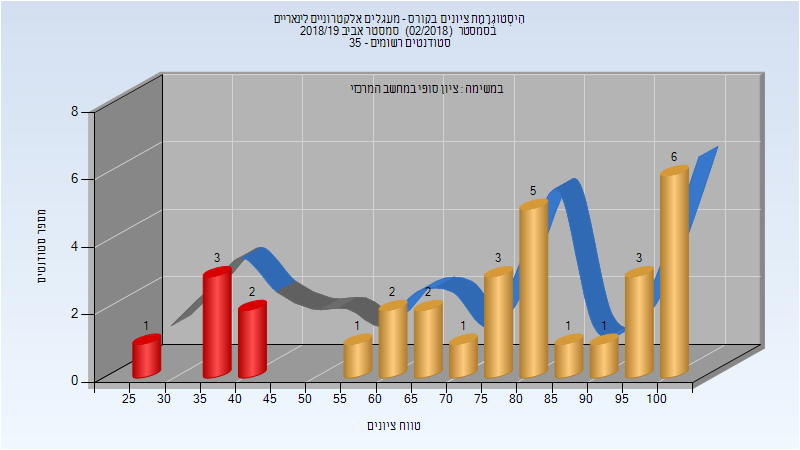 היסטוגרמת ציונים בקורס - מעגלים אלקטרוניים לינאריים
בסמסטר (02/2018) סמסטר אביב 2018/19
סטודנטים רשומים - 35
במשימה : ציון סופי במחשב המרכזי
מספר סטודנטים
8
6
4
2
0
1
3
2
1
2
2
1
3
5
1
1
3
6
25 30 35 40 45 50 55 60 65 70 75 80 85 90 95 100
טווח ציונים